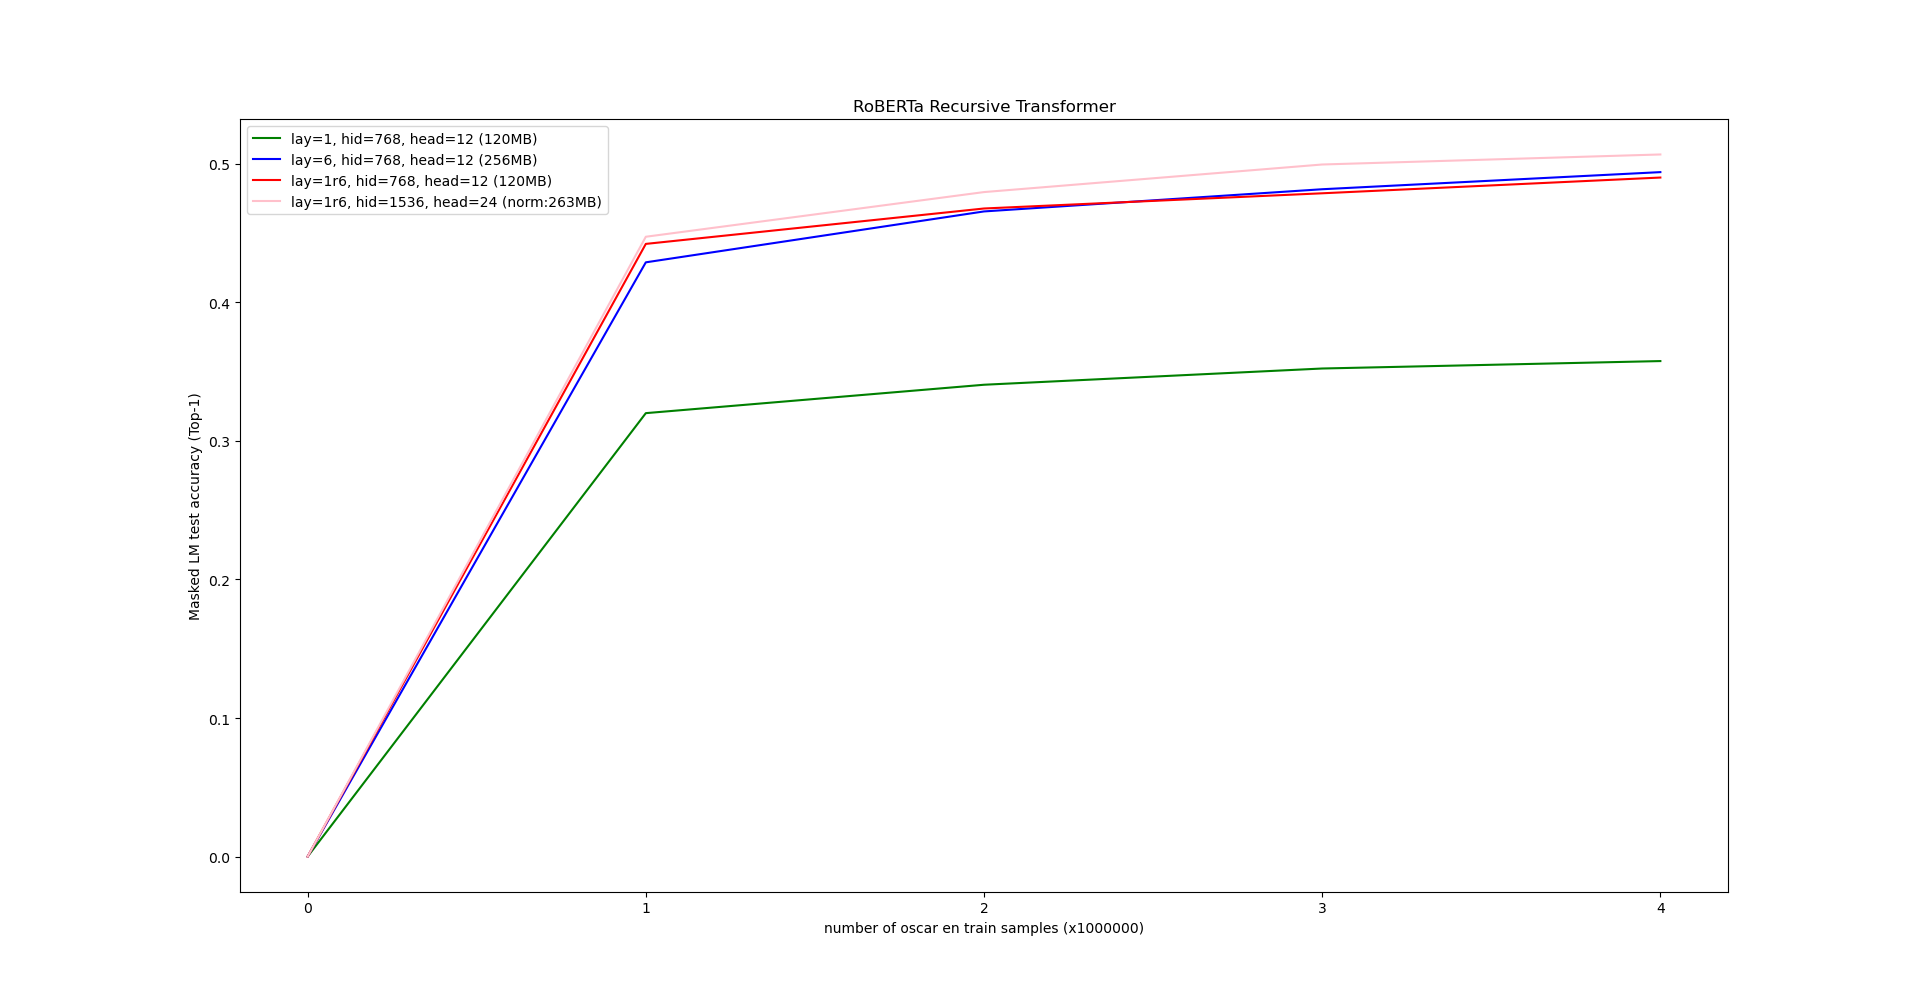 RoBERTa Recursive Transformer
lay=1, hid=768, head=12 (120MB)
lay=6, hid=768, head=12 (256MB)
lay=1r6, hid=768, head=12 (120MB)
lay=1r6, hid=1536, head=24 (norm:263MB)
Masked LM test accuracy (Top-1)
0.5
0.4
0.3
0.2
0.1
0.0
0 1 2 3 4
number of oscar en train samples (x1000000)